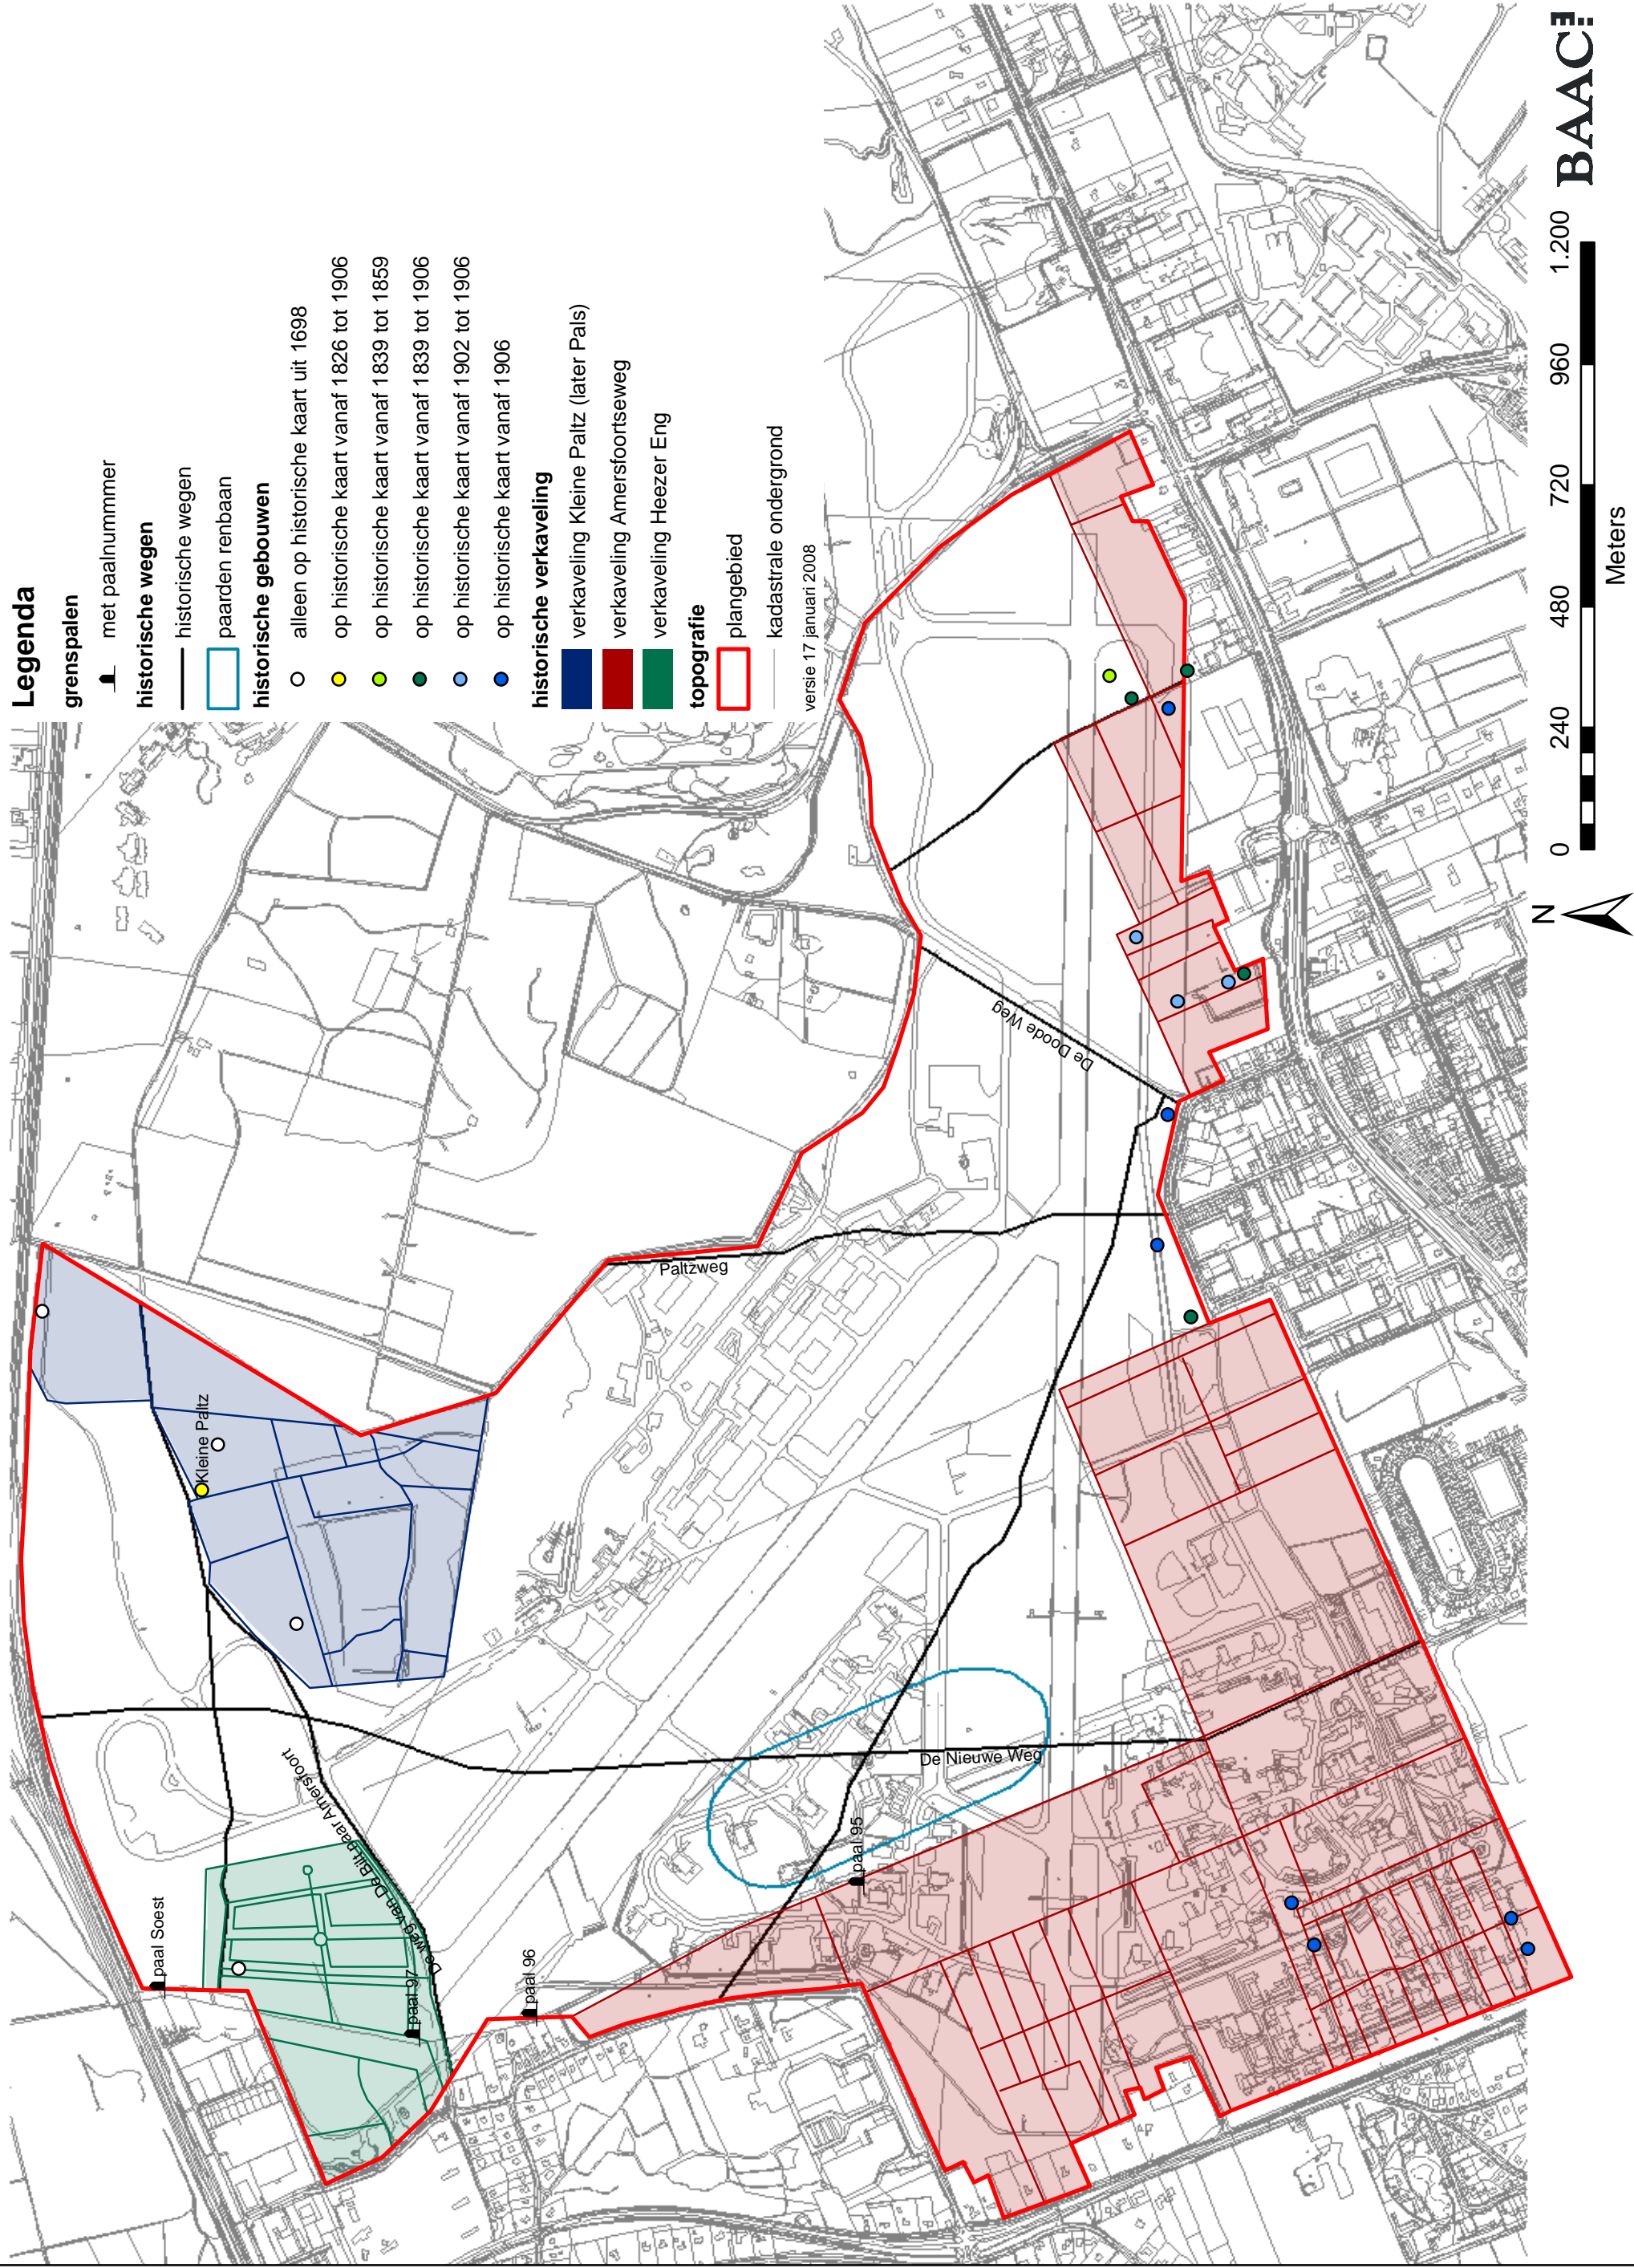 Legenda
grenspalen
met paalnummmer
historische wegen
historische wegen
paarden renbaan
historische gebouwen
alleen op historische kaart uit 1698
op historische kaart vanaf 1826 tot 1906
op historische kaart vanaf 1839 tot 1859
op historische kaart vanaf 1839 tot 1906
op historische kaart vanaf 1902 tot 1906
op historische kaart vanaf 1906
historische verkaveling
verkaveling Kleine Paltz (later Pals)
verkaveling Amersfoortseweg
verkaveling Heezer Eng
topografie
plangebied
kadastrale ondergrond
versie 17 januari 2008
paal Soest
Kleine Paltz
De weg van De Bilt naar Amersfoort
paal 97
paal 96
Paltzweg
paal 95
De Nieuwe Weg
De Doode Weg
N
0 240 480 720 960 1.200
Meters
BAAC